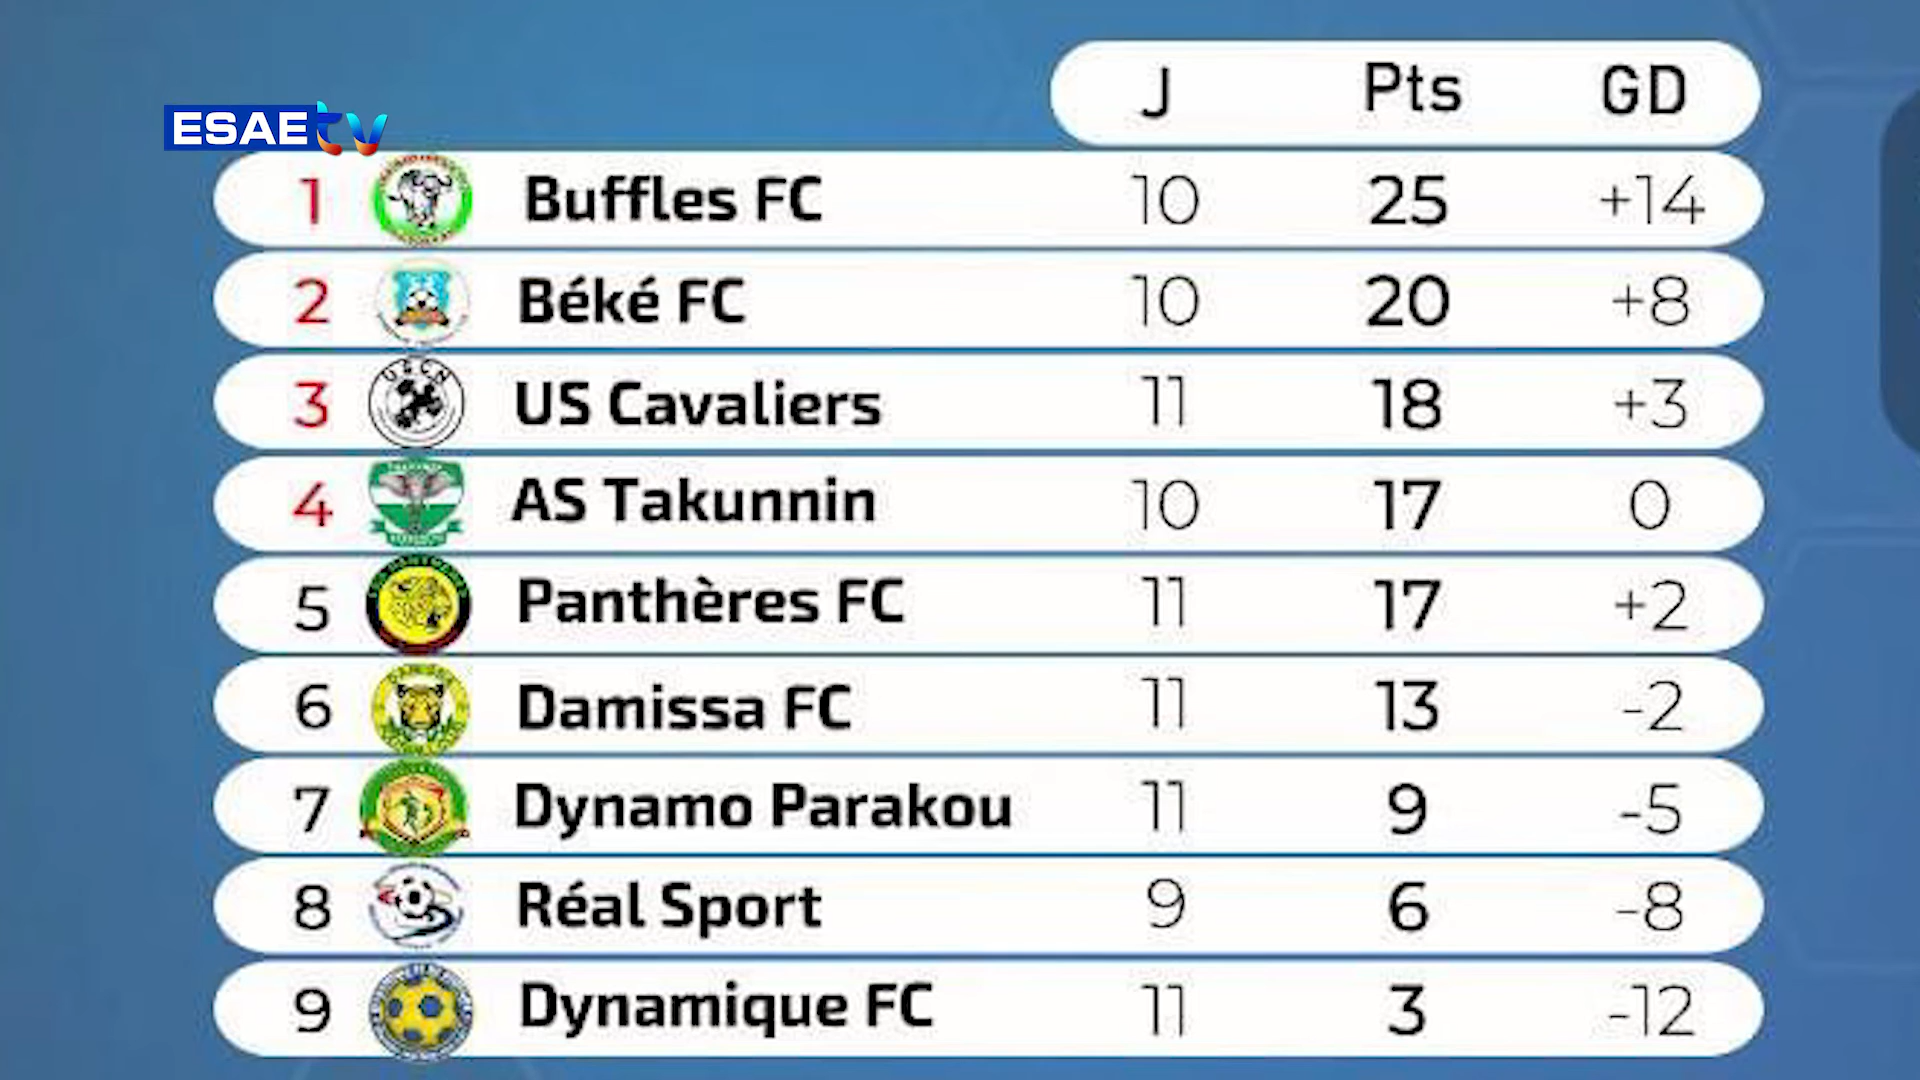 ESAE tv
J Pts GD
1 Buffles FC 10 25 +14
2 Béké FC 10 20 +8
3 US Cavaliers 11 18 +3
4 AS Takunnin 10 17 0
5 Panthères FC 11 17 +2
6 Damissa FC 11 13 -2
7 Dynamo Parakou 11 9 -5
8 Réal Sport 9 6 -8
9 Dynamique FC 11 3 -12